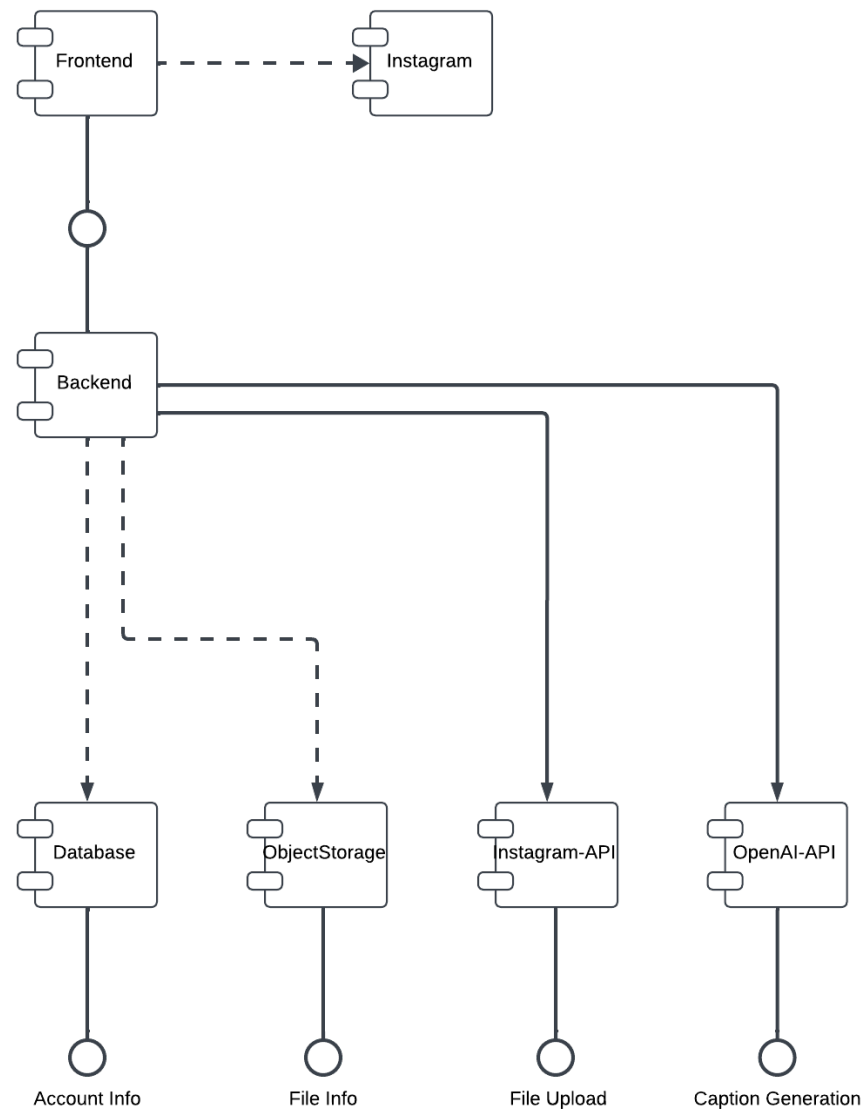 Frontend
Instagram
Backend
Database
ObjectStorage
Instagram-API
OpenAI-API
Account Info
File Info
File Upload
Caption Generation